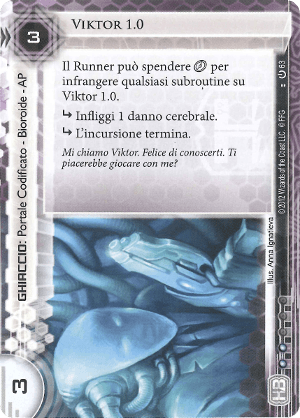 3
Viktor 1.0
Il Runner può spendere per
infrangere qualsiasi subroutine su
Viktor 1.0.
↳ Infliggi 1 danno cerebrale.
↳ L'incursione termina.
Mi chiamo Viktor. Felice di conoscerti. Ti
piacerebbe giocare con me?
GHIACCIO: Portale Codificato - Bioroide - AP
3
63
© 2012 Wizards of the Coast LLC. © FFG
Illus. Anna Ignatieva
HB